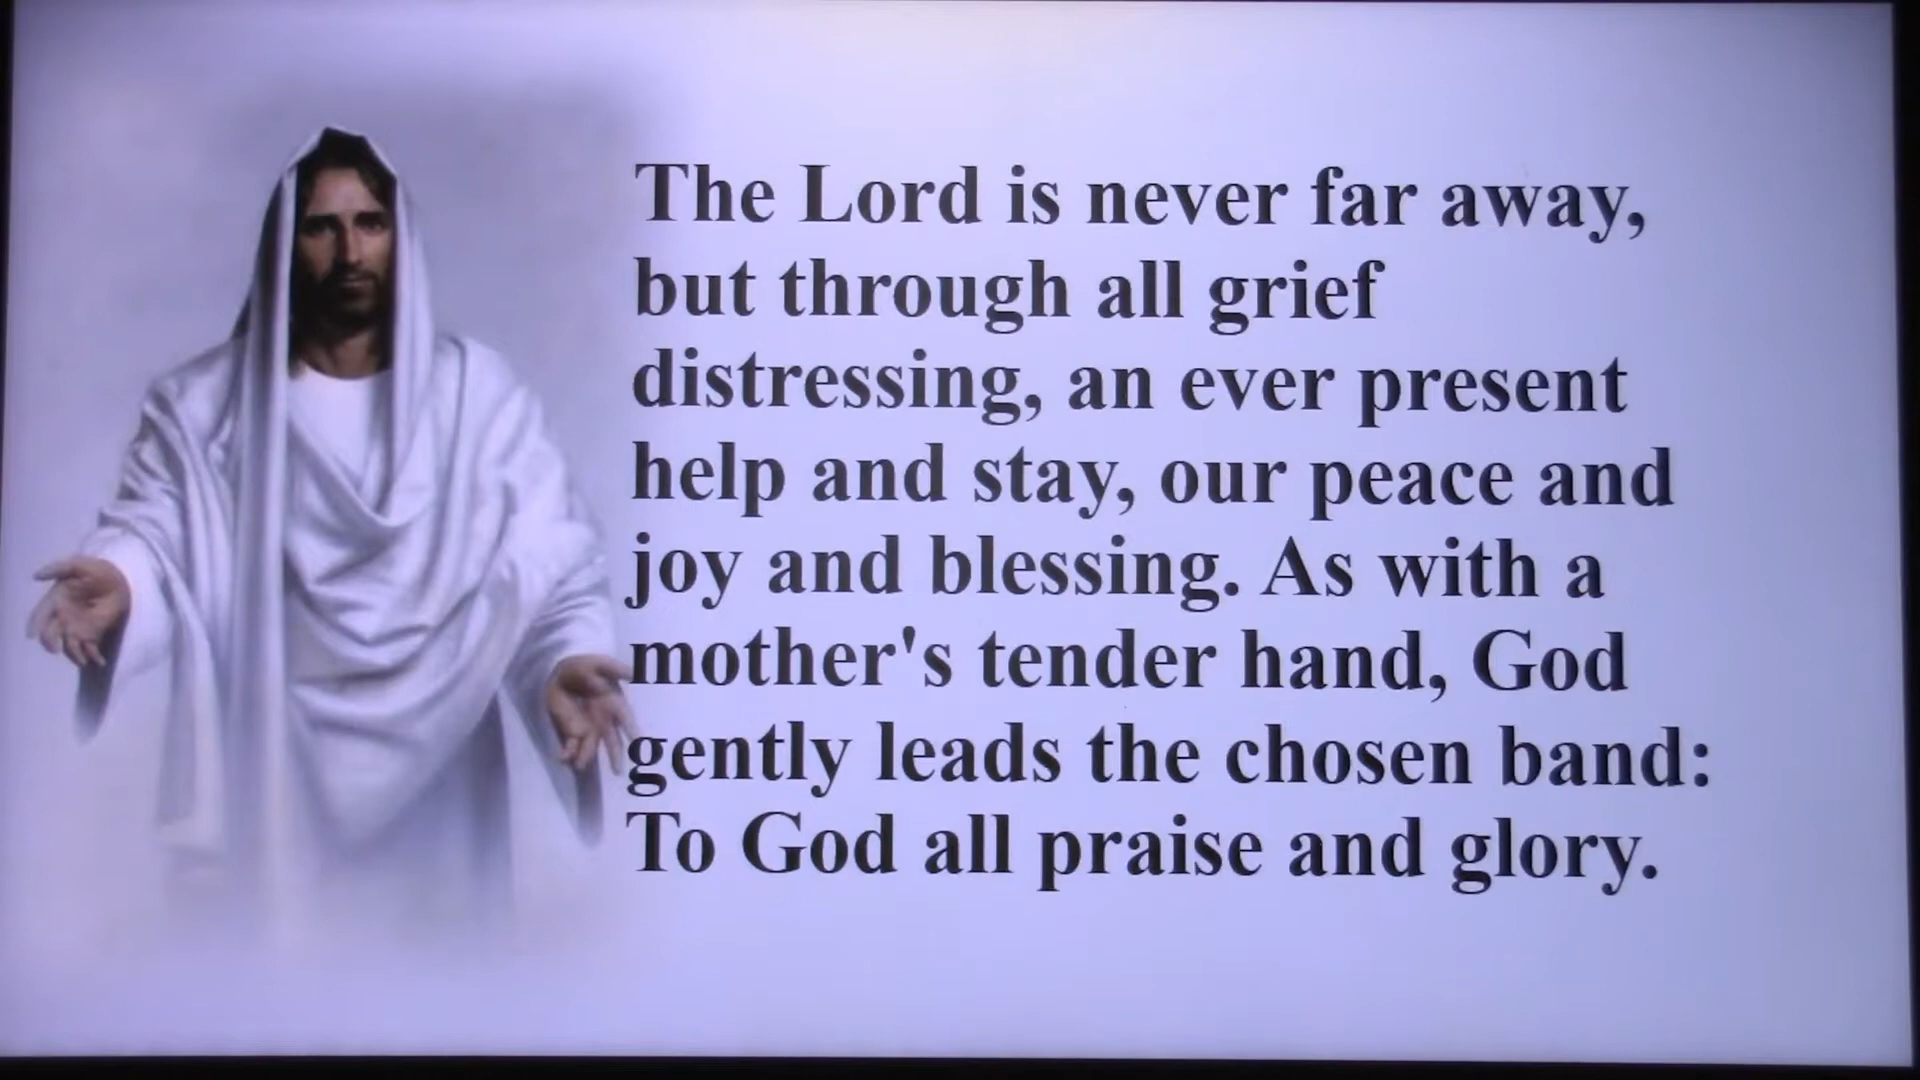 The Lord is never far away,
but through all grief
distressing, an ever present
help and stay, our peace and
joy and blessing. As with a
mother's tender hand, God
gently leads the chosen band:
To God all praise and glory.